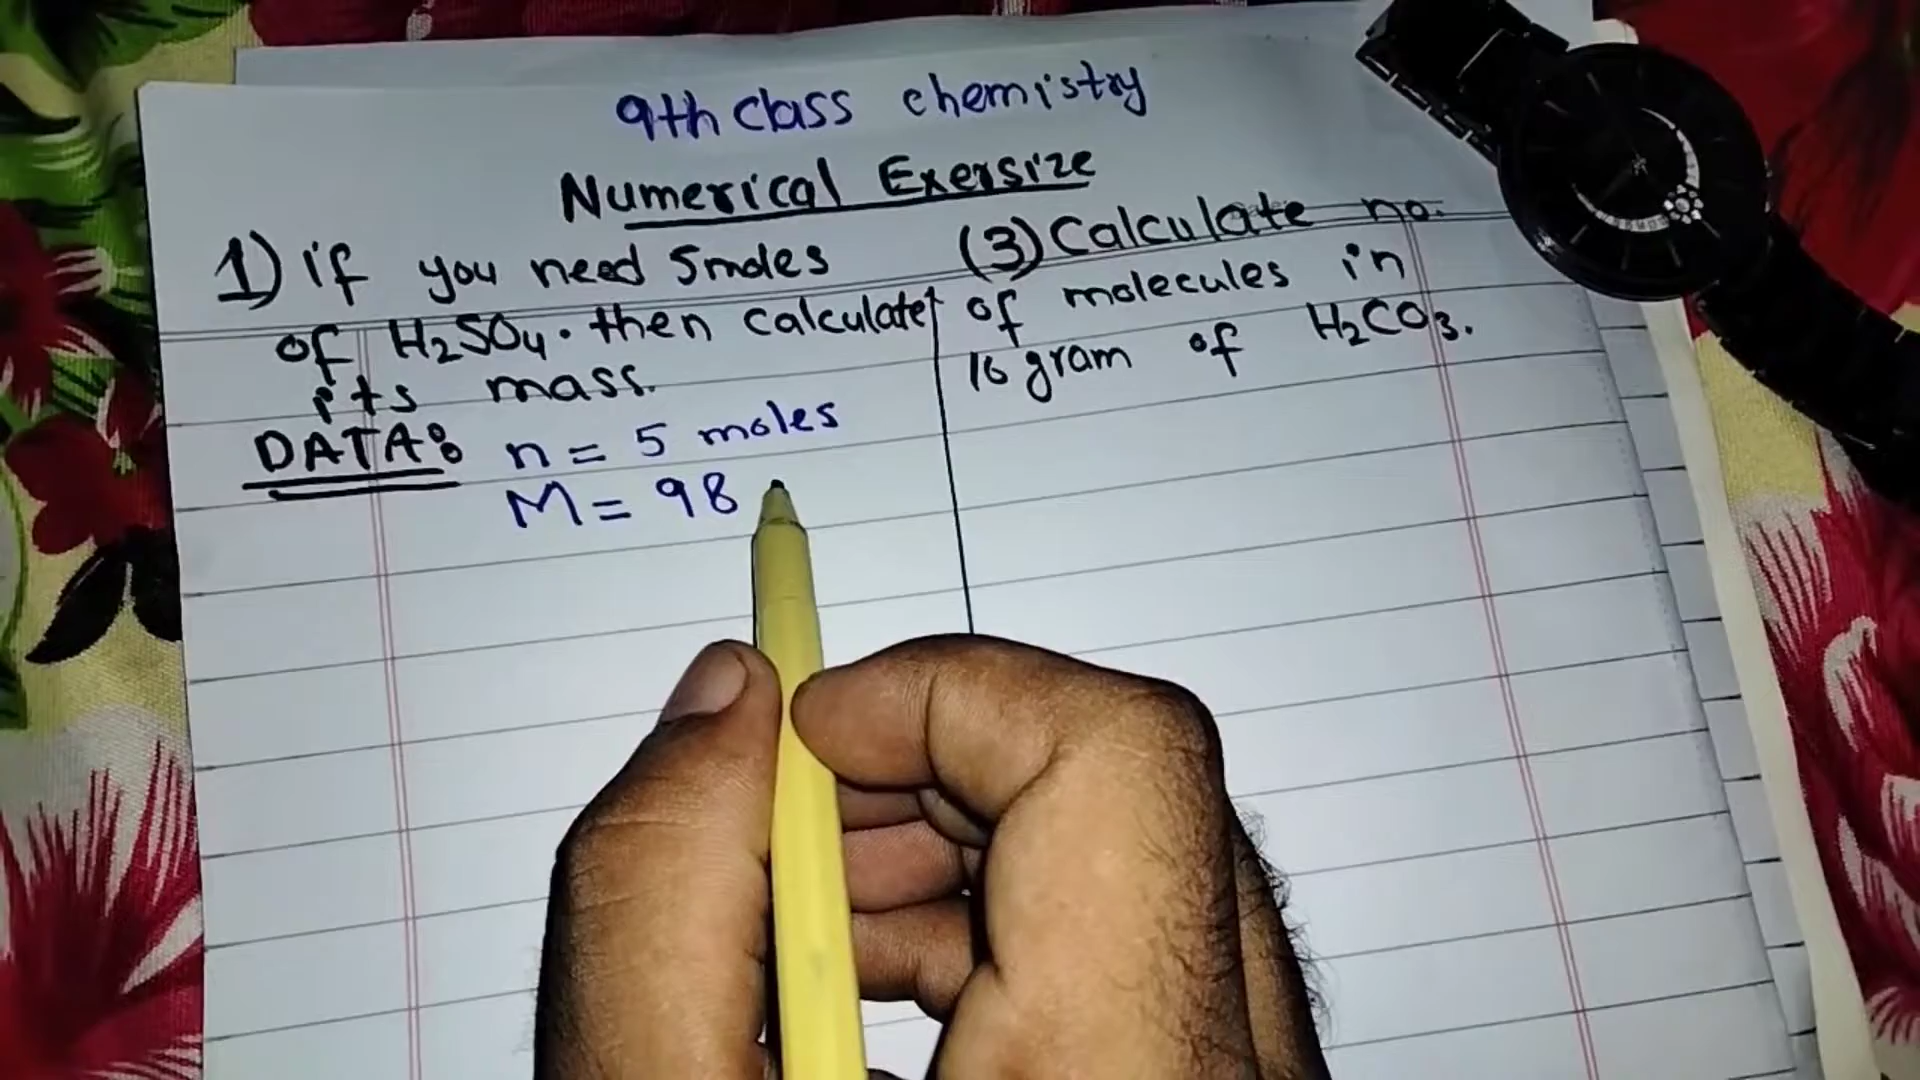 9th class chemistry
Numerical Exersize
1) if you need 5moles
of H₂SO₄. then calculate
its mass.
DATA: n = 5 moles
M = 98
(3) Calculate no.
of molecules in
16 gram of H₂CO₃.